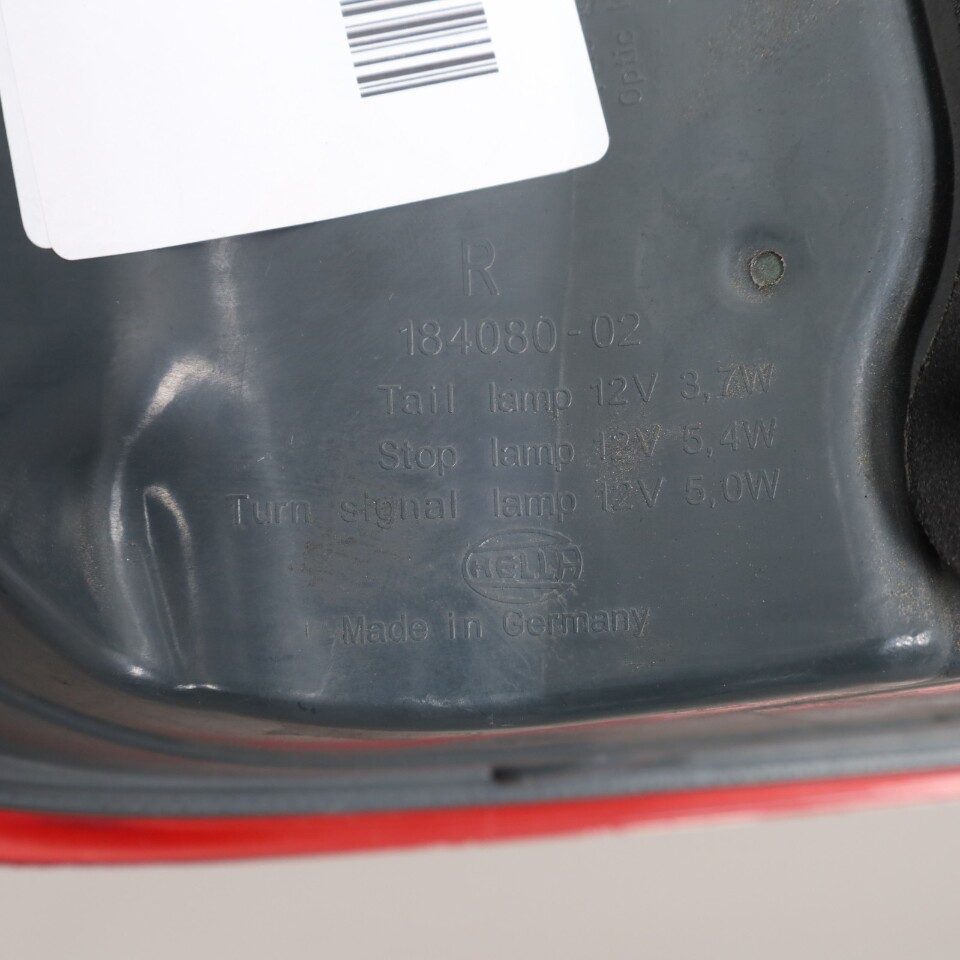 Optic
R
184080-02
Tail lamp 12V 3,7W
Stop lamp 12V 5,4W
Turn signal lamp 12V 5,0W
HELLA
Made in Germany